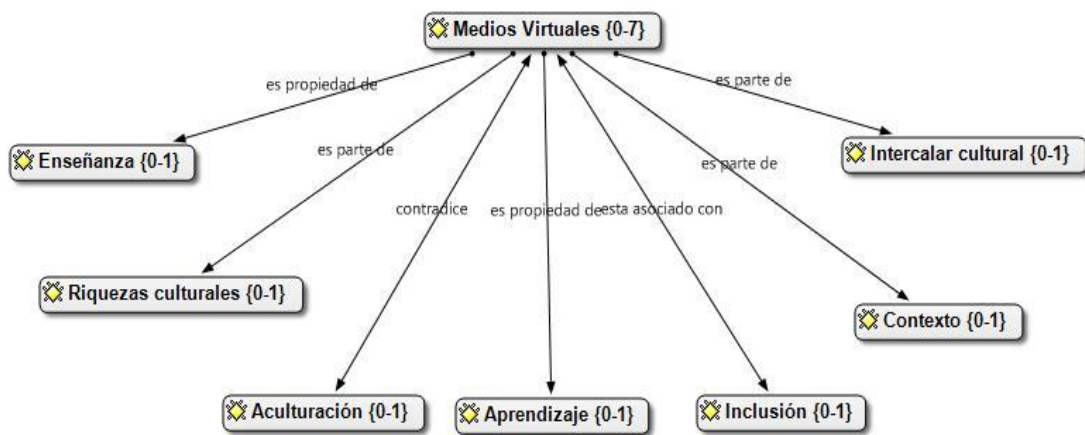 Medios Virtuales {0-7}
es propiedad de
es parte de
Enseñanza {0-1}
Intercalar cultural {0-1}
es parte de
es parte de
contradice
es propiedad de
esta asociado con
Riquezas culturales {0-1}
Contexto {0-1}
Aculturación {0-1}
Aprendizaje {0-1}
Inclusión {0-1}